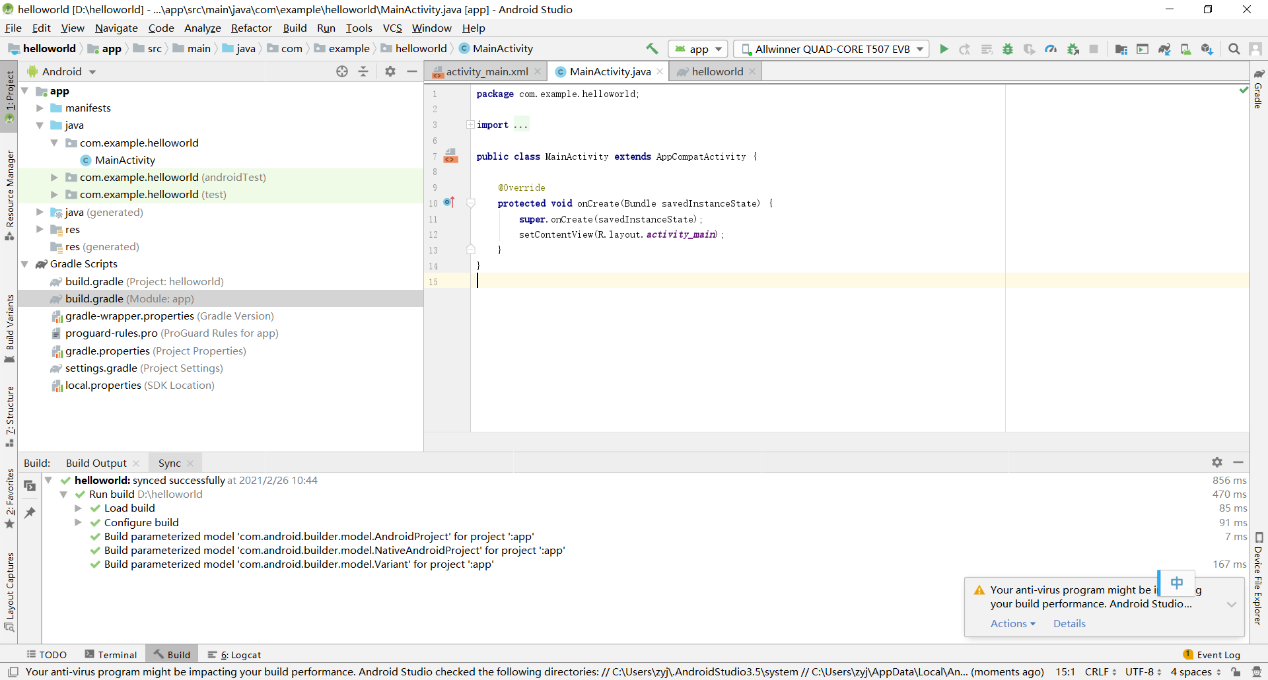 helloworld [D:\helloworld] - ...\app\src\main\java\com\example\helloworld\MainActivity.java [app] - Android Studio
File Edit View Navigate Code Analyze Refactor Build Run Tools VCS Window Help
helloworld app src main java com example helloworld MainActivity app Allwinner QUAD-CORE T507 EVB
Android
activity_main.xml MainActivity.java helloworld
1: Project
Resource Manager
Build Variants
7: Structure
2: Favorites
Layout Captures
app
manifests
java
com.example.helloworld
MainActivity
com.example.helloworld (androidTest)
com.example.helloworld (test)
java (generated)
res
res (generated)
Gradle Scripts
build.gradle (Project: helloworld)
build.gradle (Module: app)
gradle-wrapper.properties (Gradle Version)
proguard-rules.pro (ProGuard Rules for app)
gradle.properties (Project Properties)
settings.gradle (Project Settings)
local.properties (SDK Location)
1 package com.example.helloworld;
2
3 import ...
6
7 public class MainActivity extends AppCompatActivity {
8
9 @Override
10 protected void onCreate(Bundle savedInstanceState) {
11 super.onCreate(savedInstanceState);
12 setContentView(R.layout.activity_main);
13 }
14 }
15
Gradle
Device File Explorer
Build: Build Output Sync
helloworld: synced successfully at 2021/2/26 10:44 856 ms
Run build D:\helloworld 470 ms
Load build 85 ms
Configure build 91 ms
Build parameterized model 'com.android.builder.model.AndroidProject' for project ':app' 7 ms
Build parameterized model 'com.android.builder.model.NativeAndroidProject' for project ':app'
Build parameterized model 'com.android.builder.model.Variant' for project ':app' 167 ms
中
Your anti-virus program might be
your build performance. Android Studio...
Actions Details
TODO Terminal Build 6: Logcat 1 Event Log
Your anti-virus program might be impacting your build performance. Android Studio checked the following directories: // C:\Users\zyj\.AndroidStudio3.5\system // C:\Users\zyj\AppData\Local\An... (moments ago) 15:1 CRLF UTF-8 4 spaces